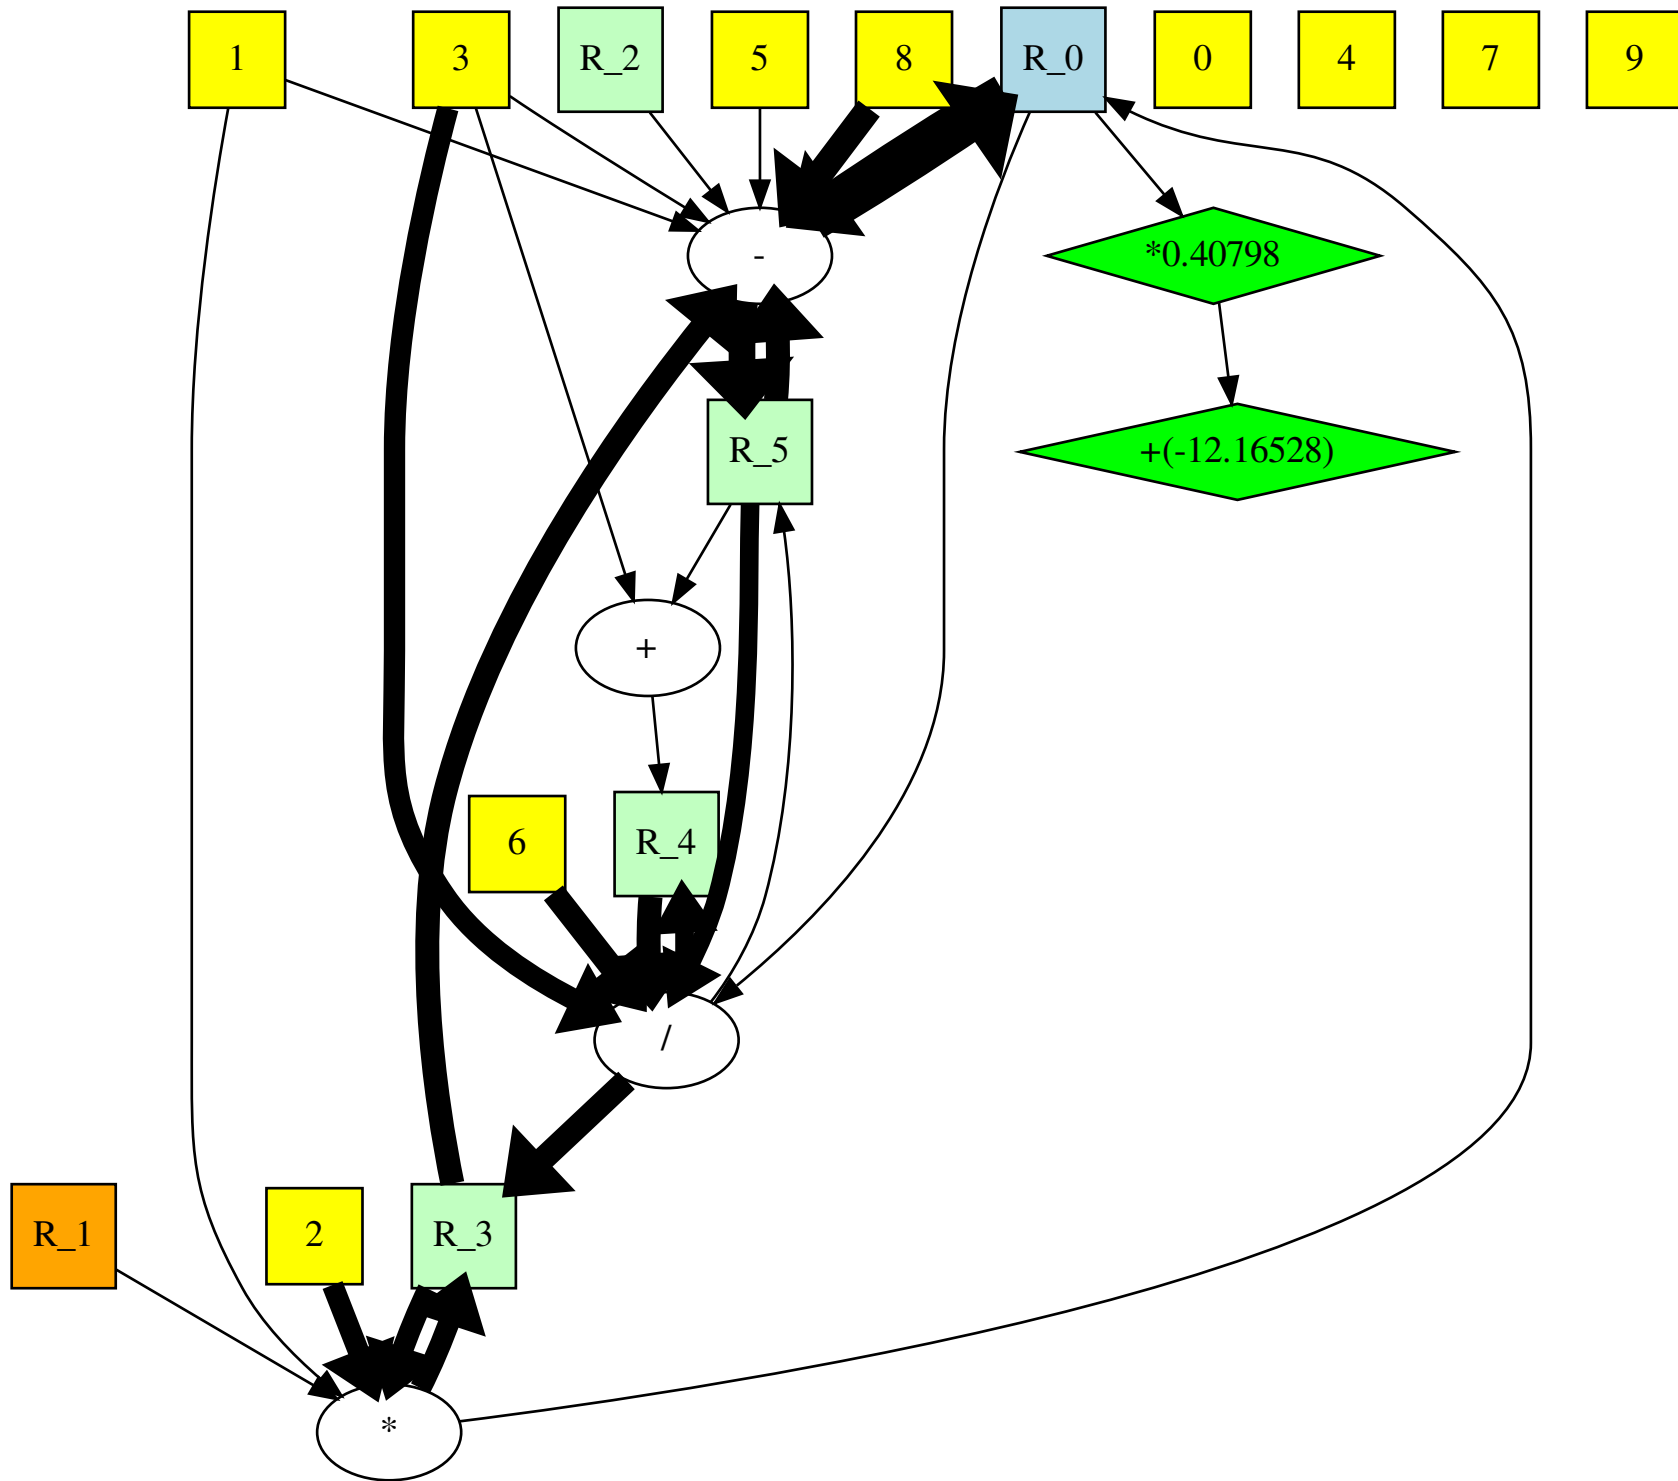 1 3 R_2 5 8 R_0 0 4 7 9
- *0.40798
R_5 +(-12.16528)
+
6 R_4
/
R_1 2 R_3
*